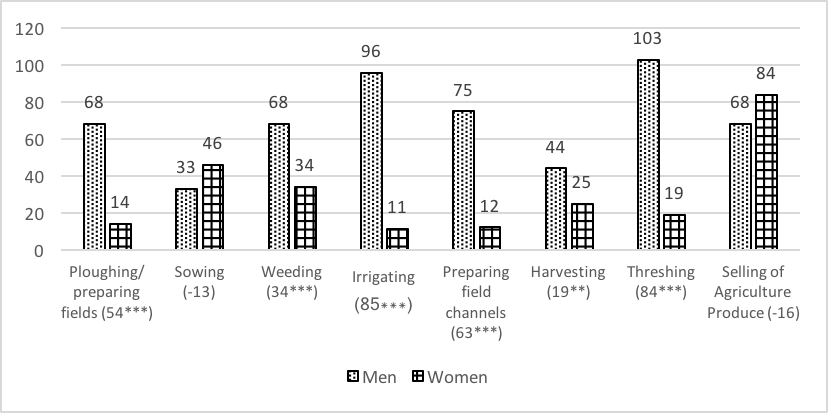 120
100
80
60
40
20
0
68
14
33
46
68
34
96
11
75
12
44
25
103
19
68
84
Ploughing/
preparing
fields (54***)
Sowing
(-13)
Weeding
(34***)
Irrigating
(85***)
Preparing
field
channels
(63***)
Harvesting
(19**)
Threshing
(84***)
Selling of
Agriculture
Produce (-16)
Men
Women